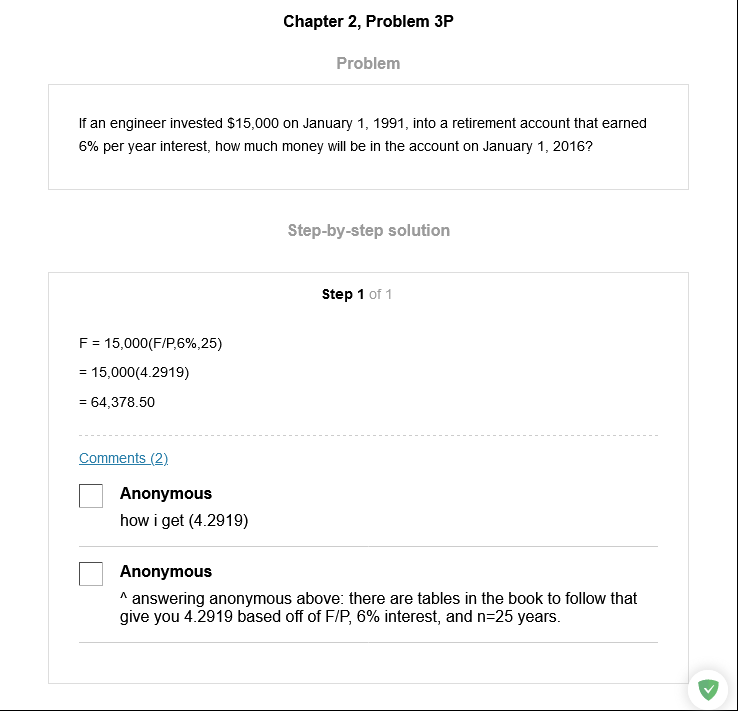 Chapter 2, Problem 3P
Problem
If an engineer invested $15,000 on January 1, 1991, into a retirement account that earned
6% per year interest, how much money will be in the account on January 1, 2016?
Step-by-step solution
Step 1 of 1
F = 15,000(F/P,6%,25)
= 15,000(4.2919)
= 64,378.50
Comments (2)
Anonymous
how i get (4.2919)
Anonymous
^ answering anonymous above: there are tables in the book to follow that
give you 4.2919 based off of F/P, 6% interest, and n=25 years.